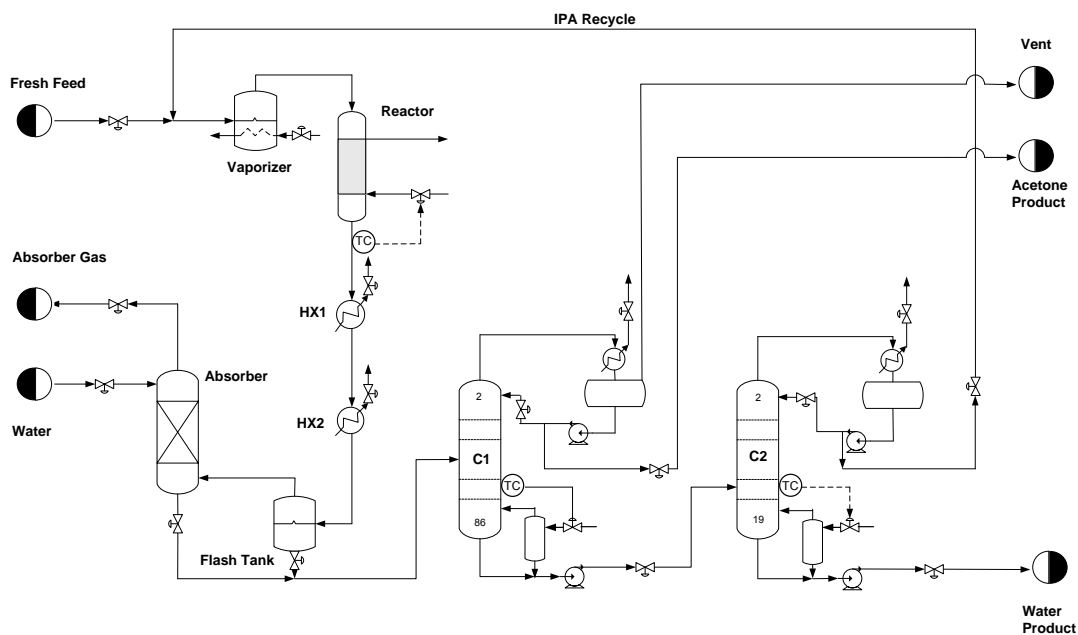 IPA Recycle
Vent
Fresh Feed
Reactor
Vaporizer
Acetone
Product
TC
Absorber Gas
HX1
Absorber
Water
HX2
2
2
C1
C2
TC
TC
86
19
Flash Tank
Water
Product